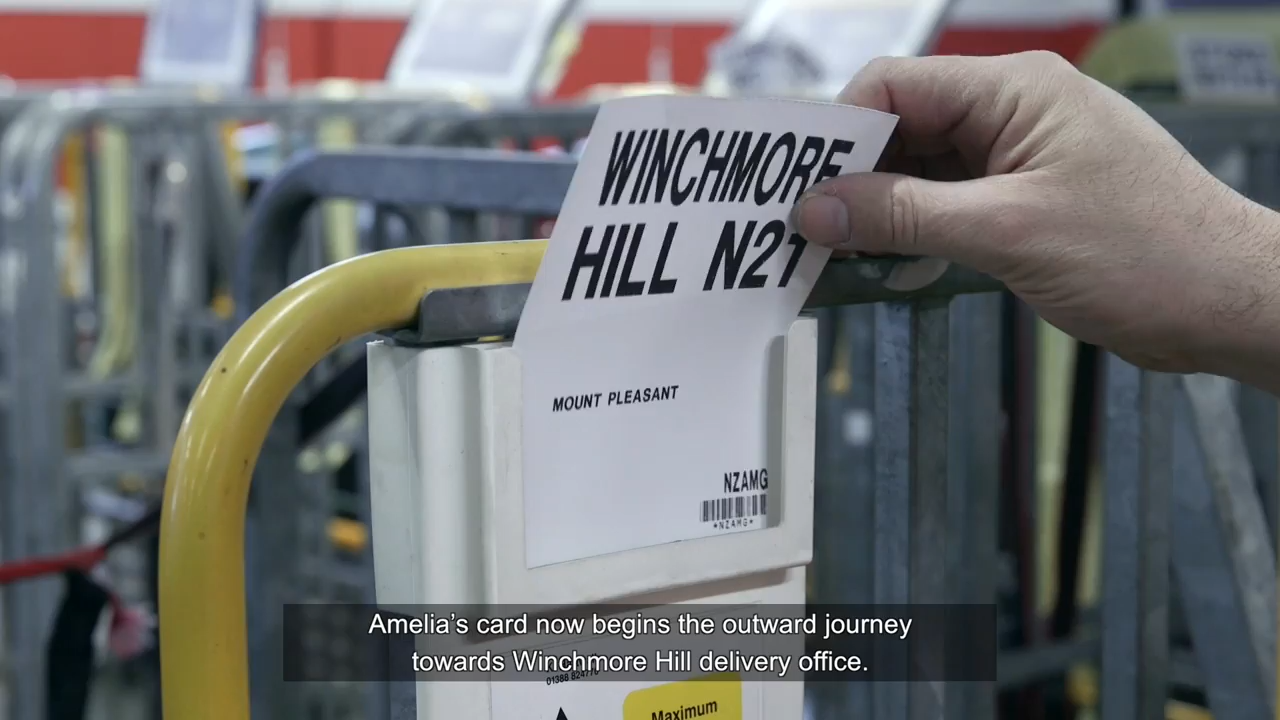 WINCHMORE
HILL N21
MOUNT PLEASANT
NZAMG
*NZAMG*
Amelia’s card now begins the outward journey
towards Winchmore Hill delivery office.
Maximum